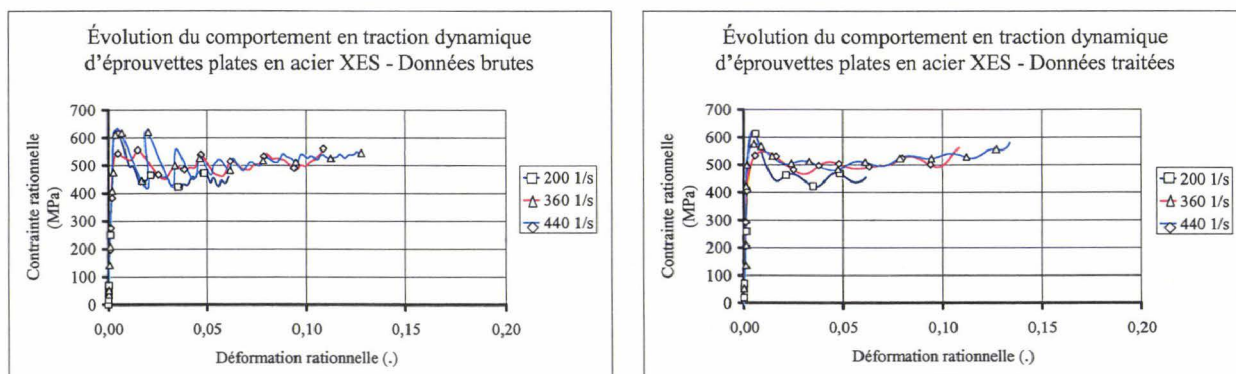 Évolution du comportement en traction dynamique
d'éprouvettes plates en acier XES - Données brutes
Contrainte rationnelle
(MPa)
700
600
500
400
300
200
100
0
0,00
0,05
0,10
0,15
0,20
Déformation rationnelle (.)
200 1/s
360 1/s
440 1/s
Évolution du comportement en traction dynamique
d'éprouvettes plates en acier XES - Données traitées
Contrainte rationnelle
(MPa)
700
600
500
400
300
200
100
0
0,00
0,05
0,10
0,15
0,20
Déformation rationnelle (.)
200 1/s
360 1/s
440 1/s